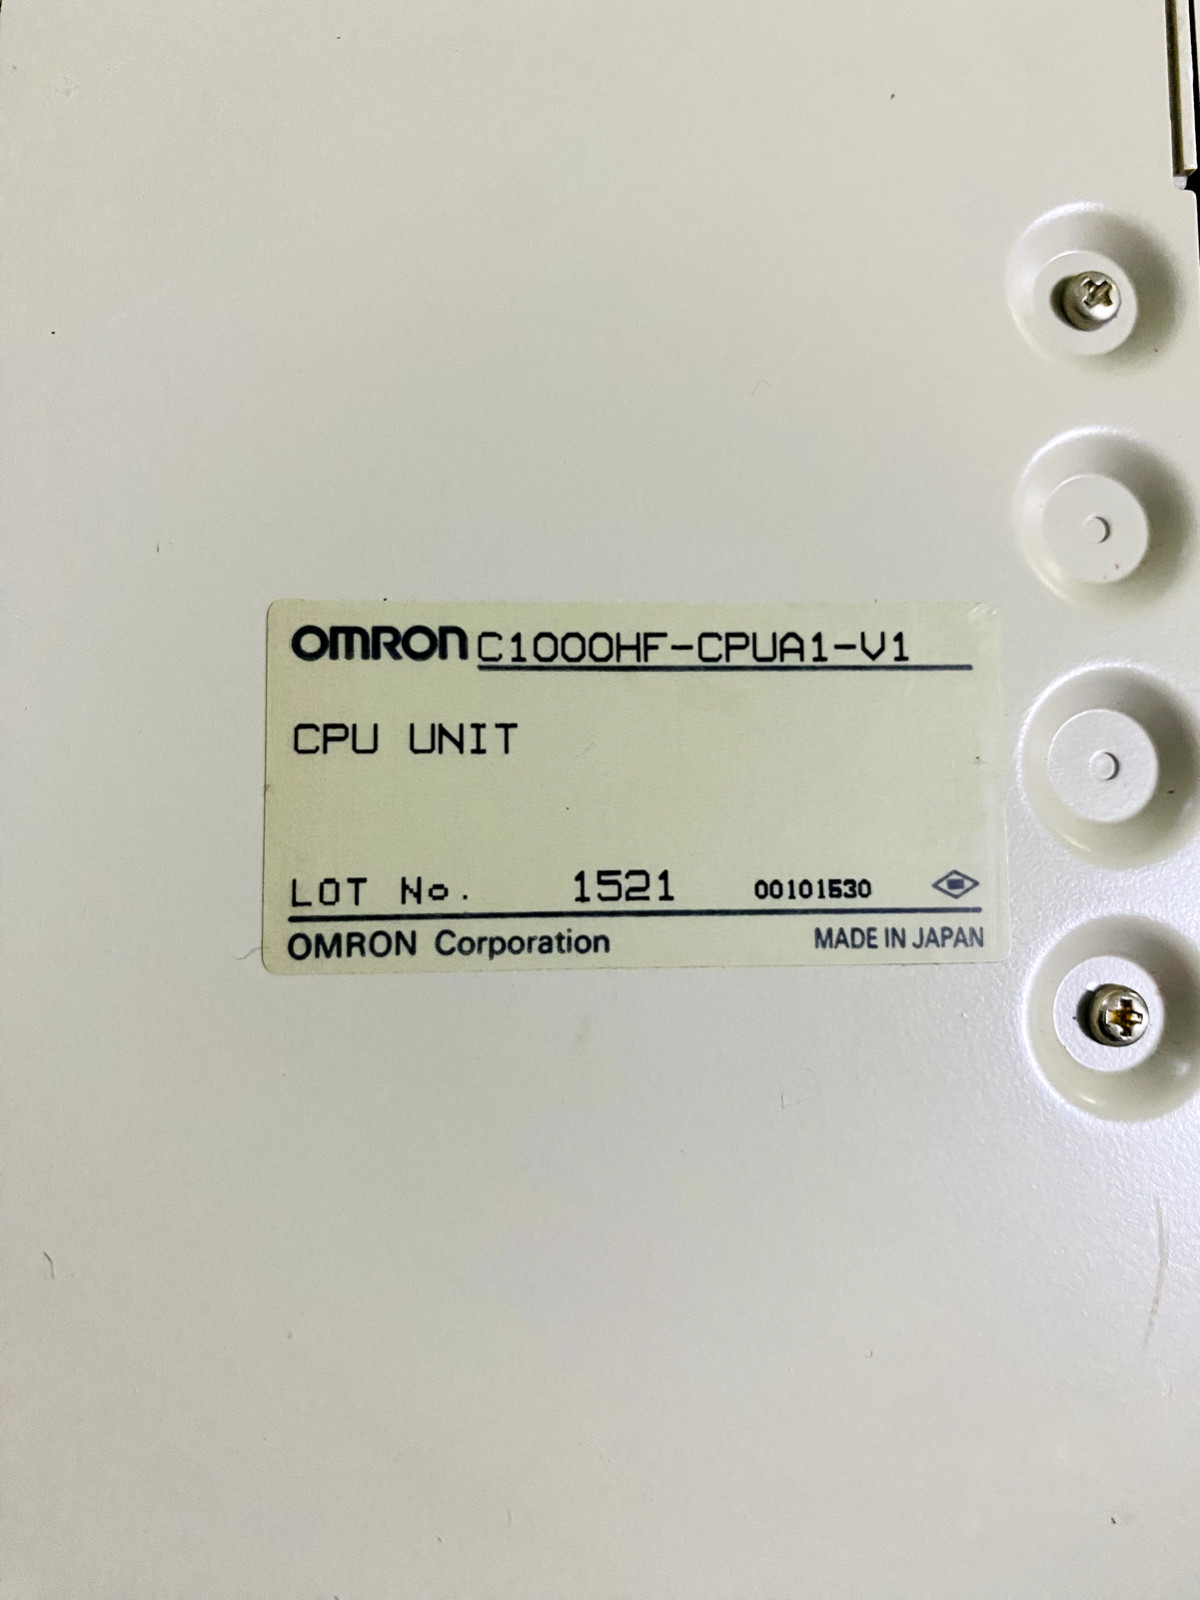 OMRON C1000HF-CPUA1-V1
CPU UNIT
LOT No. 1521 00101530
OMRON Corporation MADE IN JAPAN